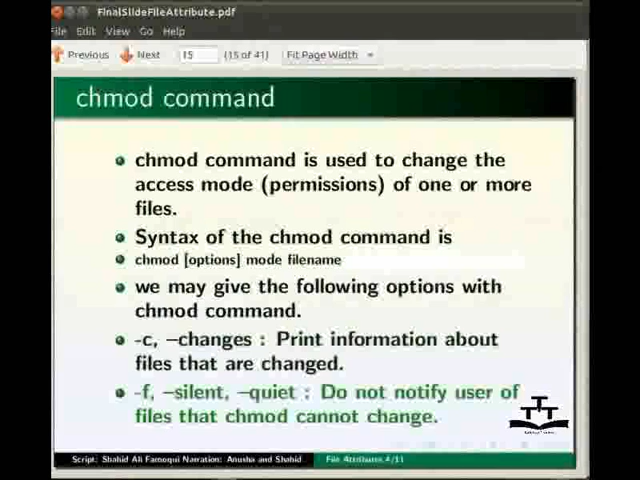 FinalSlideFileAttribute.pdf
File Edit View Go Help
Previous Next 15 (15 of 41) Fit Page Width
chmod command
chmod command is used to change the
access mode (permissions) of one or more
files.
Syntax of the chmod command is
chmod [options] mode filename
we may give the following options with
chmod command.
-c, –changes : Print information about
files that are changed.
-f, –silent, –quiet : Do not notify user of
files that chmod cannot change.
Script: Shahid Ali Farooqui Narration: Anusha and Shahid File Attributes 4/11